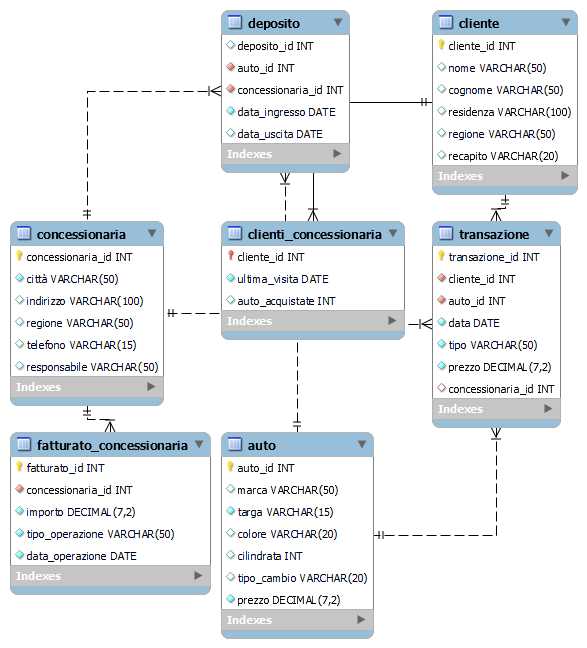 deposito
deposito_id INT
auto_id INT
concessionaria_id INT
data_ingresso DATE
data_uscita DATE
Indexes
cliente
cliente_id INT
nome VARCHAR(50)
cognome VARCHAR(50)
residenza VARCHAR(100)
regione VARCHAR(50)
recapito VARCHAR(20)
Indexes
concessionaria
concessionaria_id INT
città VARCHAR(50)
indirizzo VARCHAR(100)
regione VARCHAR(50)
telefono VARCHAR(15)
responsabile VARCHAR(50)
Indexes
clienti_concessionaria
cliente_id INT
ultima_visita DATE
auto_acquistate INT
Indexes
transazione
transazione_id INT
cliente_id INT
auto_id INT
data DATE
tipo VARCHAR(50)
prezzo DECIMAL(7,2)
concessionaria_id INT
Indexes
fatturato_concessionaria
fatturato_id INT
concessionaria_id INT
importo DECIMAL(7,2)
tipo_operazione VARCHAR(50)
data_operazione DATE
Indexes
auto
auto_id INT
marca VARCHAR(50)
targa VARCHAR(15)
colore VARCHAR(20)
cilindrata INT
tipo_cambio VARCHAR(20)
prezzo DECIMAL(7,2)
Indexes